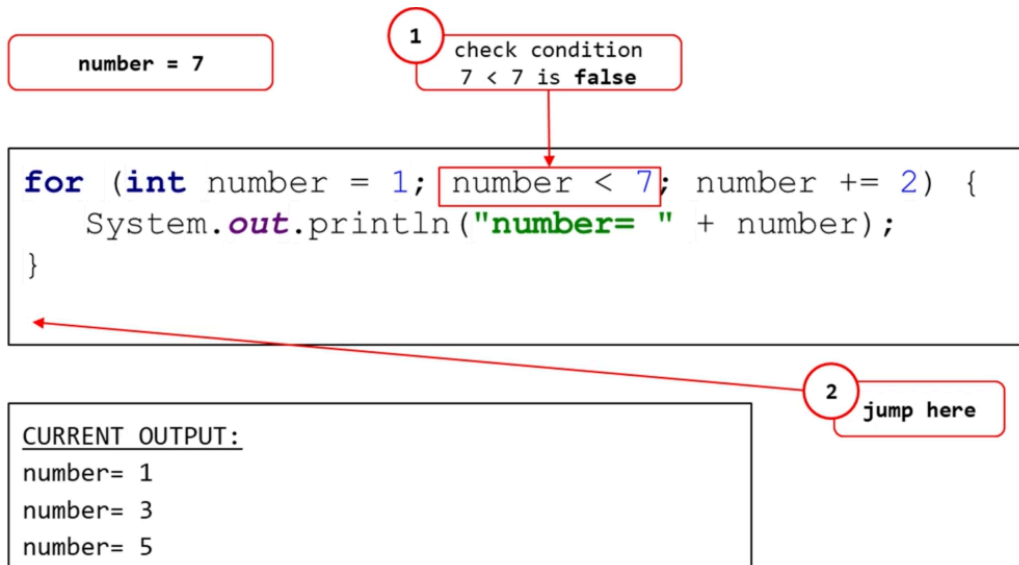 number = 7
1
check condition
7 < 7 is false
for (int number = 1; number < 7; number += 2) {
System.out.println("number= " + number);
}
2
jump here
CURRENT OUTPUT:
number= 1
number= 3
number= 5